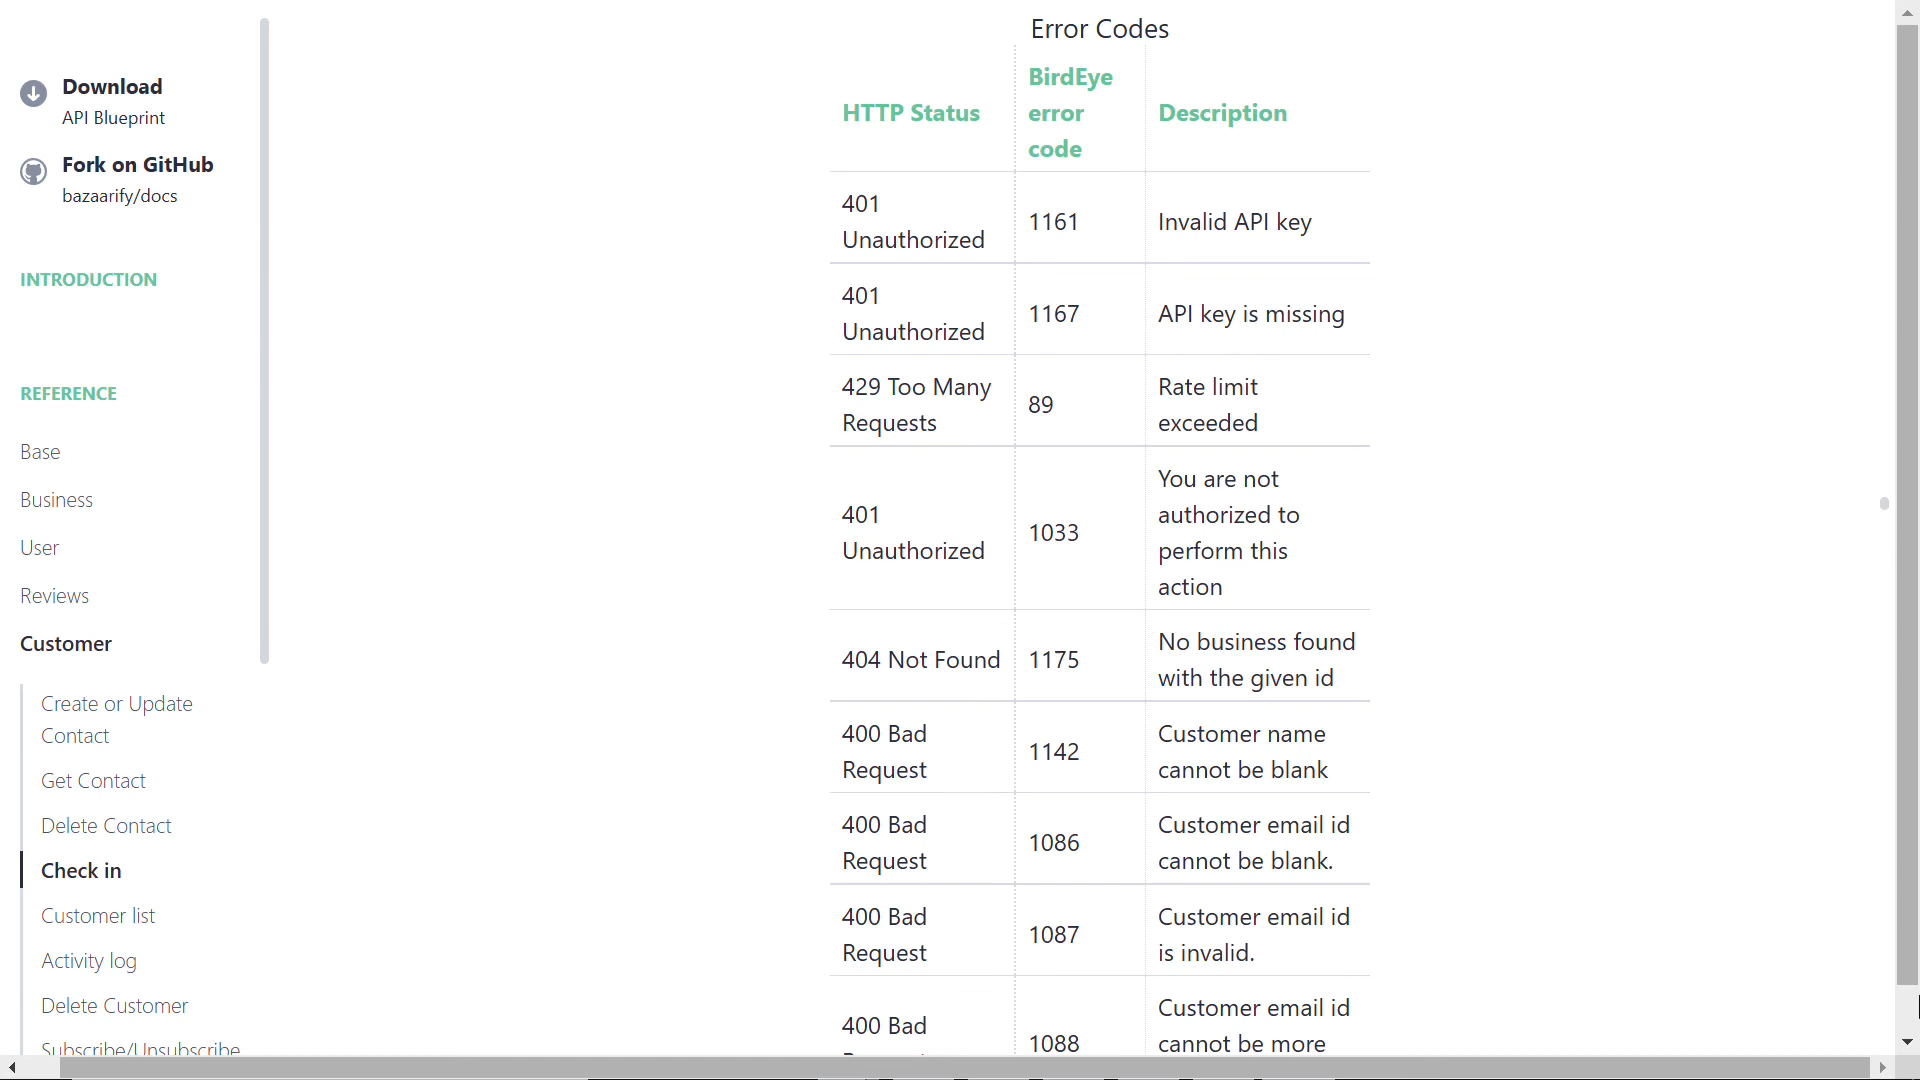 Download
API Blueprint
Fork on GitHub
bazaarify/docs
INTRODUCTION
REFERENCE
Base
Business
User
Reviews
Customer
Create or Update
Contact
Get Contact
Delete Contact
Check in
Customer list
Activity log
Delete Customer
Subscribe/Unsubscribe
Error Codes
HTTP Status
BirdEye
error
code
Description
401
Unauthorized
1161
Invalid API key
401
Unauthorized
1167
API key is missing
429 Too Many
Requests
89
Rate limit
exceeded
401
Unauthorized
1033
You are not
authorized to
perform this
action
404 Not Found
1175
No business found
with the given id
400 Bad
Request
1142
Customer name
cannot be blank
400 Bad
Request
1086
Customer email id
cannot be blank.
400 Bad
Request
1087
Customer email id
is invalid.
400 Bad
1088
Customer email id
cannot be more